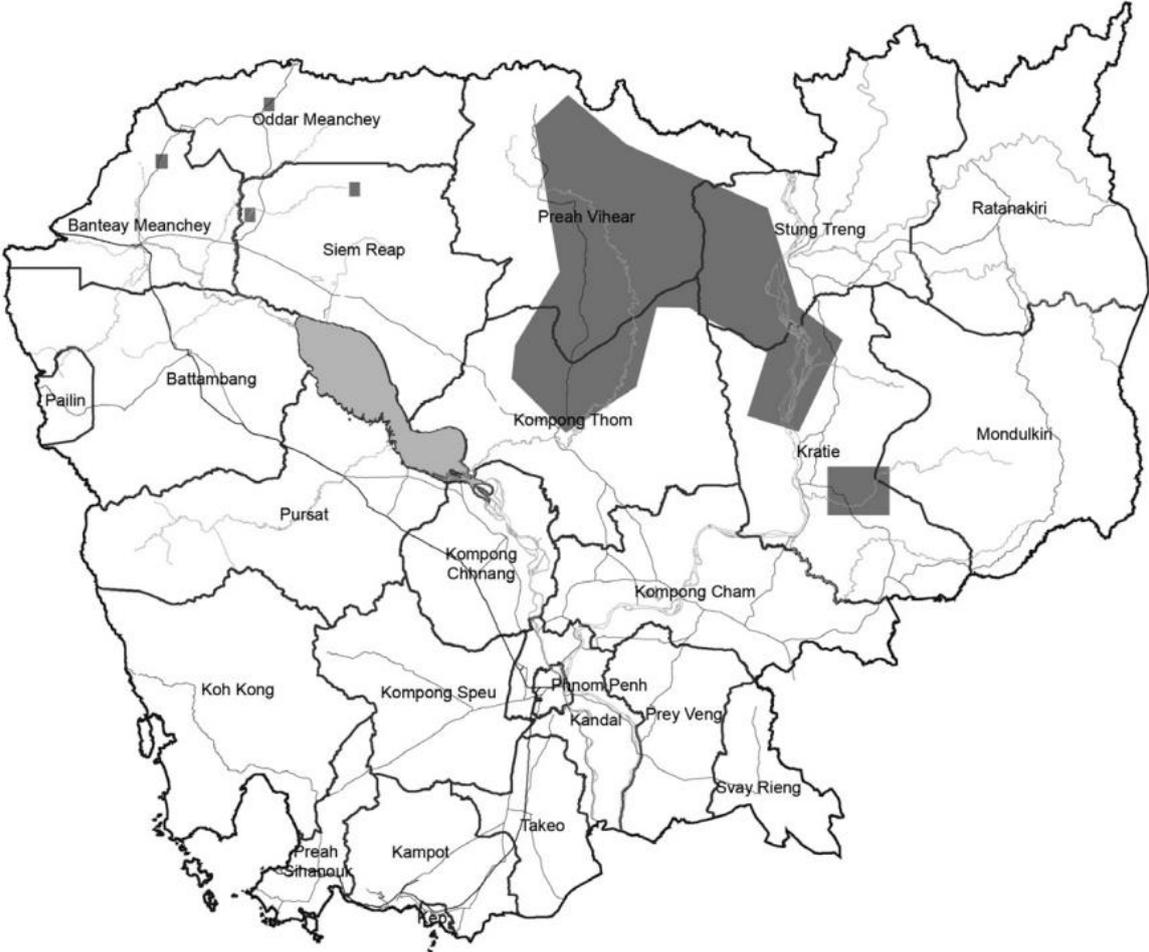 Oddar Meanchey
Banteay Meanchey
Siem Reap
Preah Vihear
Stung Treng
Ratanakiri
Pailin
Battambang
Kompong Thom
Kratie
Mondulkiri
Pursat
Kompong
Chhnang
Kompong Cham
Koh Kong
Kompong Speu
Phnom Penh
Kandal
Prey Veng
Svay Rieng
Takeo
Kampot
Preah
Sihanouk
Kep